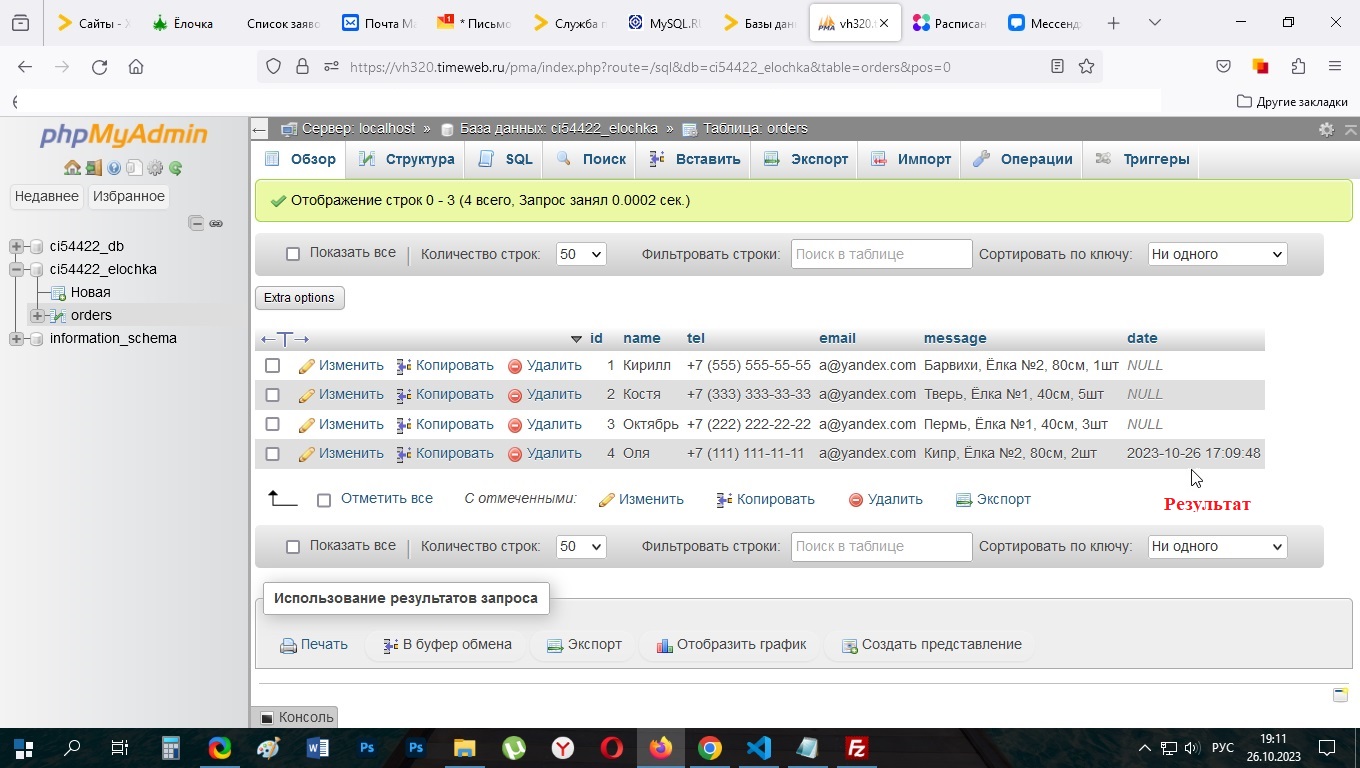 Сайты - Х
Ёлочка
Список заяво
Почта Ма
* Письмо
Служба п
MySQL.RU
Базы данн
vh320.t
Расписан
Мессендж
https://vh320.timeweb.ru/pma/index.php?route=/sql&db=ci54422_elochka&table=orders&pos=0
Другие закладки
phpMyAdmin
Недавнее Избранное
ci54422_db
ci54422_elochka
Новая
orders
information_schema
Сервер: localhost » База данных: ci54422_elochka » Таблица: orders
Обзор Структура SQL Поиск Вставить Экспорт Импорт Операции Триггеры
Отображение строк 0 - 3 (4 всего, Запрос занял 0.0002 сек.)
Показать все | Количество строк: 50 Фильтровать строки: Поиск в таблице Сортировать по ключу: Ни одного
Extra options
←T→ id name tel email message date
Изменить Копировать Удалить 1 Кирилл +7 (555) 555-55-55 a@yandex.com Барвихи, Ёлка №2, 80см, 1шт NULL
Изменить Копировать Удалить 2 Костя +7 (333) 333-33-33 a@yandex.com Тверь, Ёлка №1, 40см, 5шт NULL
Изменить Копировать Удалить 3 Октябрь +7 (222) 222-22-22 a@yandex.com Пермь, Ёлка №1, 40см, 3шт NULL
Изменить Копировать Удалить 4 Оля +7 (111) 111-11-11 a@yandex.com Кипр, Ёлка №2, 80см, 2шт 2023-10-26 17:09:48
Отметить все С отмеченными: Изменить Копировать Удалить Экспорт
Результат
Показать все | Количество строк: 50 Фильтровать строки: Поиск в таблице Сортировать по ключу: Ни одного
Использование результатов запроса
Печать В буфер обмена Экспорт Отобразить график Создать представление
Консоль
РУС
19:11
26.10.2023